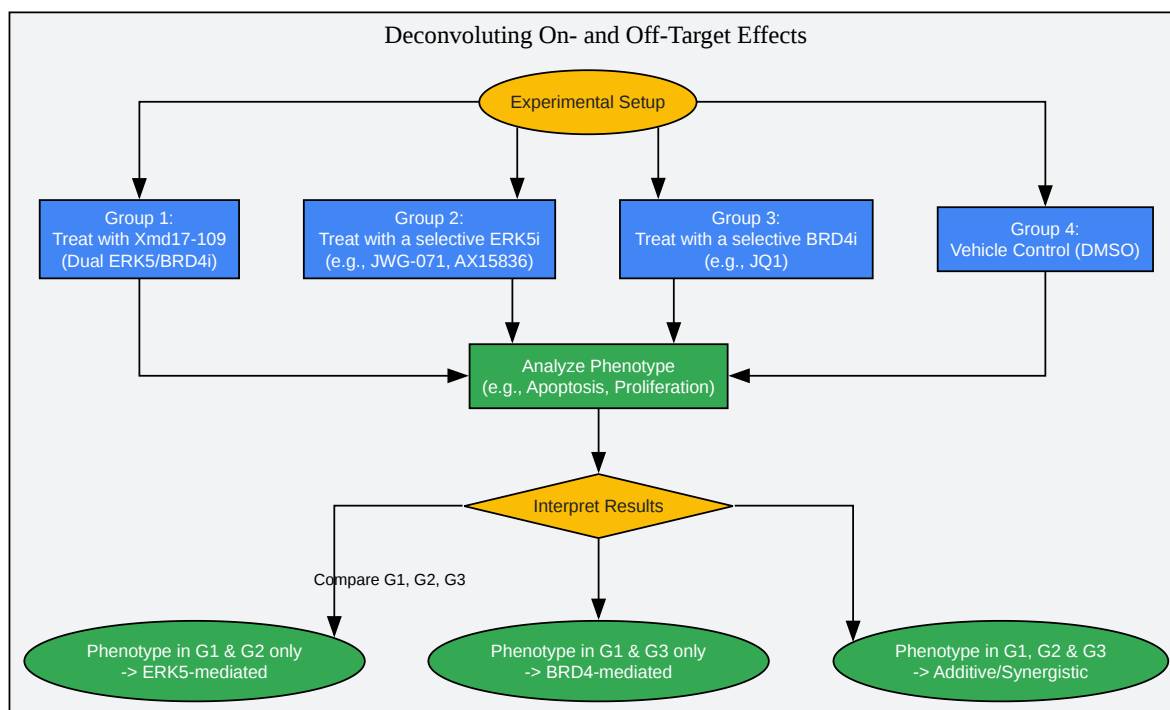 Deconvoluting On- and Off-Target Effects
Experimental Setup
Group 1:
Treat with Xmd17-109
(Dual ERK5/BRD4i)
Group 2:
Treat with a selective ERK5i
(e.g., JWG-071, AX15836)
Group 3:
Treat with a selective BRD4i
(e.g., JQ1)
Group 4:
Vehicle Control (DMSO)
Analyze Phenotype
(e.g., Apoptosis, Proliferation)
Interpret Results
Compare G1, G2, G3
Phenotype in G1 & G2 only
-> ERK5-mediated
Phenotype in G1 & G3 only
-> BRD4-mediated
Phenotype in G1, G2 & G3
-> Additive/Synergistic